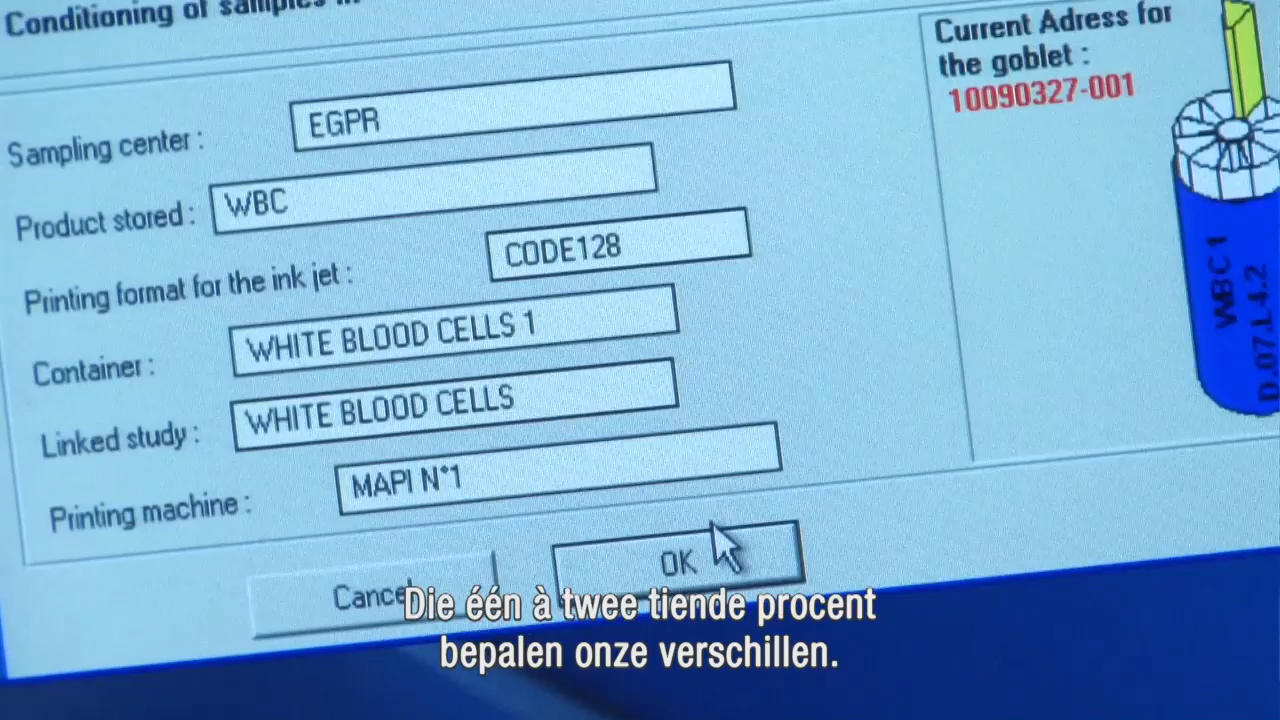 Conditioning of samples in
Current Adress for
the goblet :
10090327-001
Sampling center :
EGPR
Product stored :
WBC
Printing format for the ink jet :
CODE128
Container :
WHITE BLOOD CELLS 1
Linked study :
WHITE BLOOD CELLS
Printing machine :
MAPI N°1
Cancel
OK
WBC 1
D.07.L4.2
Die één à twee tiende procent
bepalen onze verschillen.